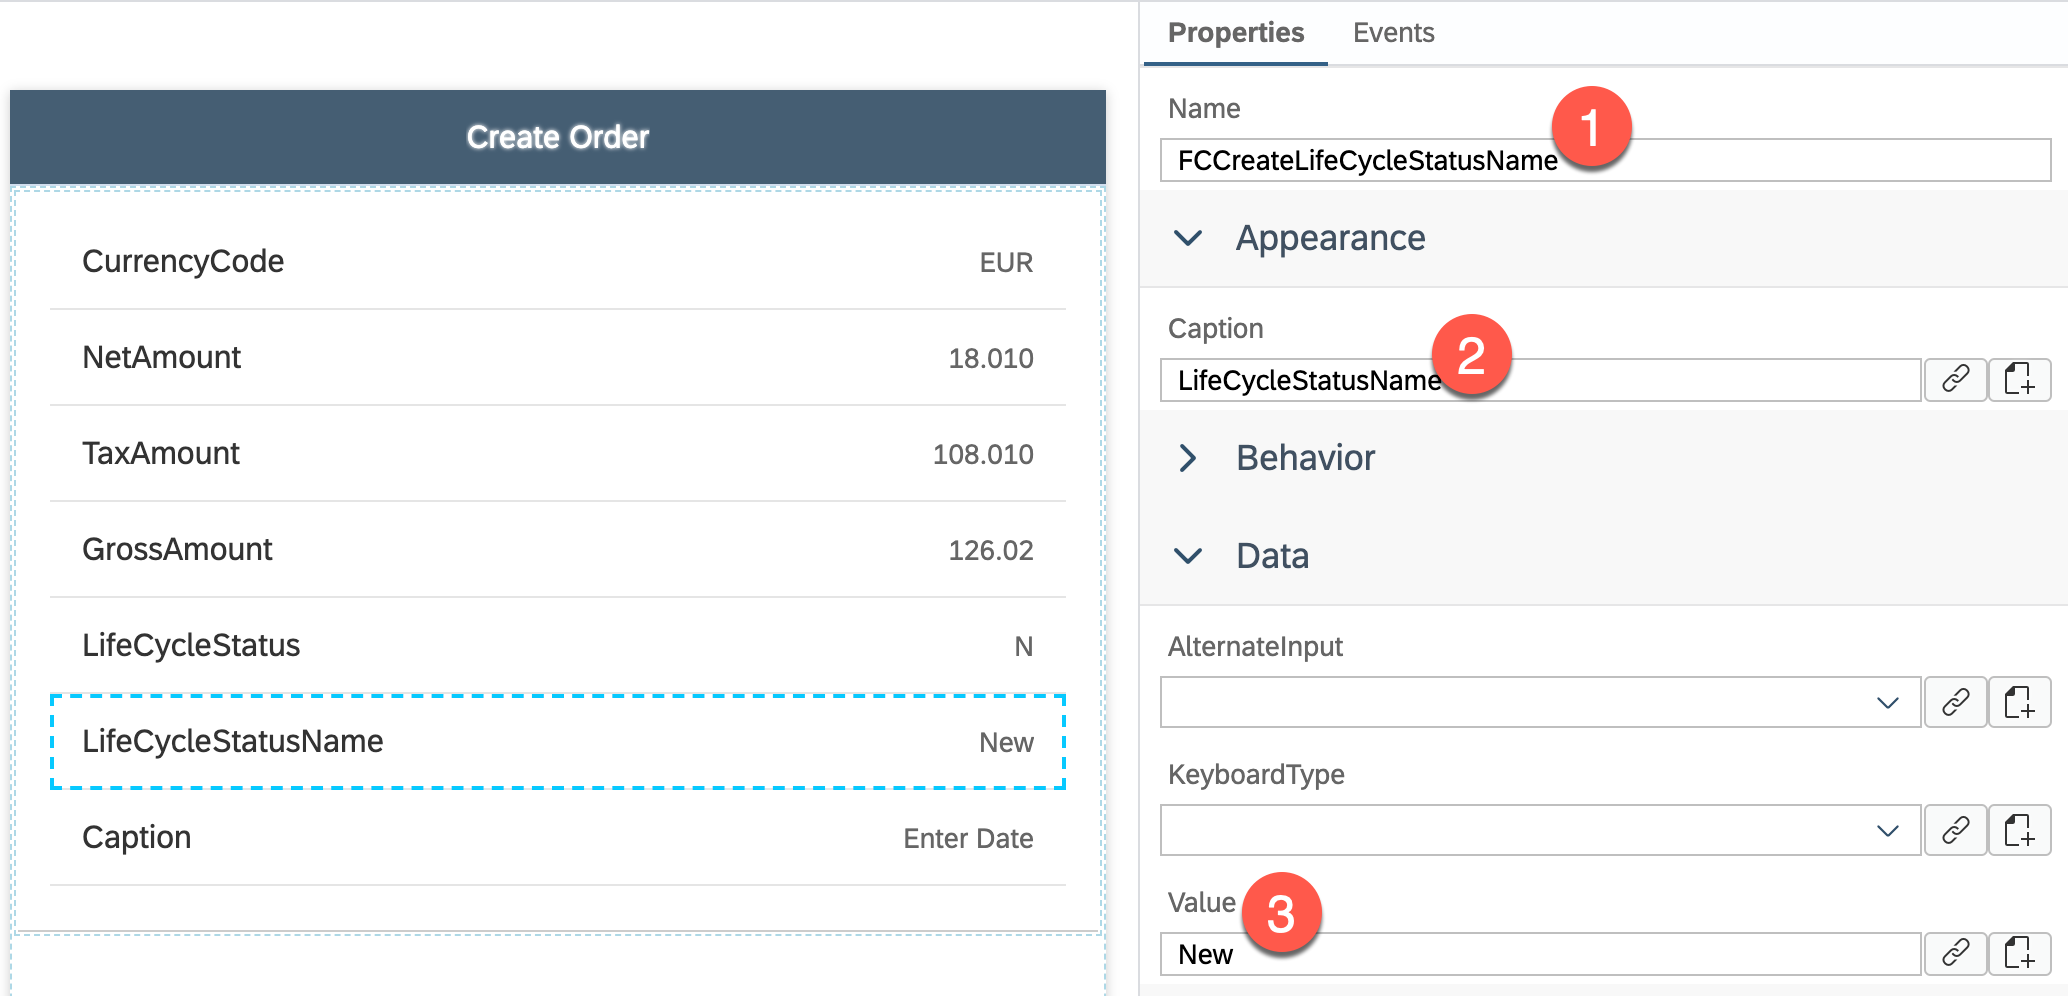 Create Order
CurrencyCode EUR
NetAmount 18.010
TaxAmount 108.010
GrossAmount 126.02
LifeCycleStatus N
LifeCycleStatusName New
Caption Enter Date
Properties Events
Name 1
FCCreateLifeCycleStatusName
Appearance
Caption 2
LifeCycleStatusName
Behavior
Data
AlternateInput
KeyboardType
Value 3
New